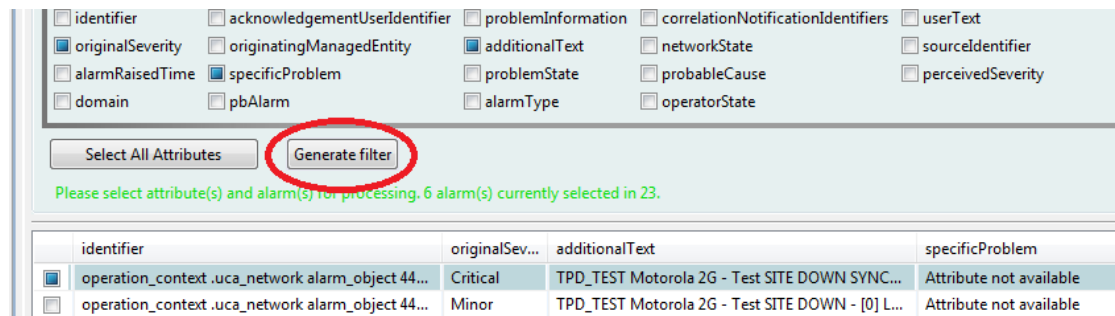 identifier acknowledgementUserIdentifier problemInformation correlationNotificationIdentifiers userText
originalSeverity originatingManagedEntity additionalText networkState sourceIdentifier
alarmRaisedTime specificProblem problemState probableCause perceivedSeverity
domain pbAlarm alarmType operatorState
Select All Attributes Generate filter
Please select attribute(s) and alarm(s) for processing. 6 alarm(s) currently selected in 23.
identifier originalSev... additionalText specificProblem
operation_context .uca_network alarm_object 44... Critical TPD_TEST Motorola 2G - Test SITE DOWN SYNC... Attribute not available
operation_context .uca_network alarm_object 44... Minor TPD_TEST Motorola 2G - Test SITE DOWN - [0] L... Attribute not available